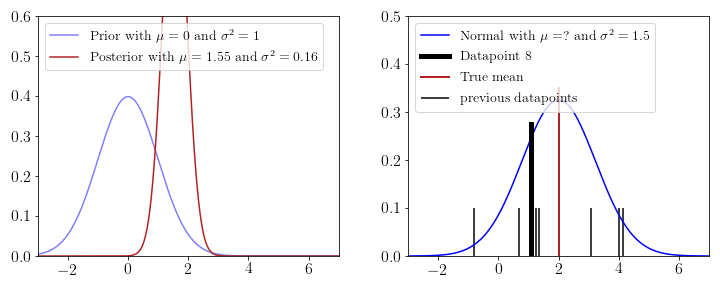 0.6
0.5
0.4
0.3
0.2
0.1
0.0
−2 0 2 4 6
Prior with μ = 0 and σ² = 1
Posterior with μ = 1.55 and σ² = 0.16
0.5
0.4
0.3
0.2
0.1
0.0
−2 0 2 4 6
Normal with μ =? and σ² = 1.5
Datapoint 8
True mean
previous datapoints